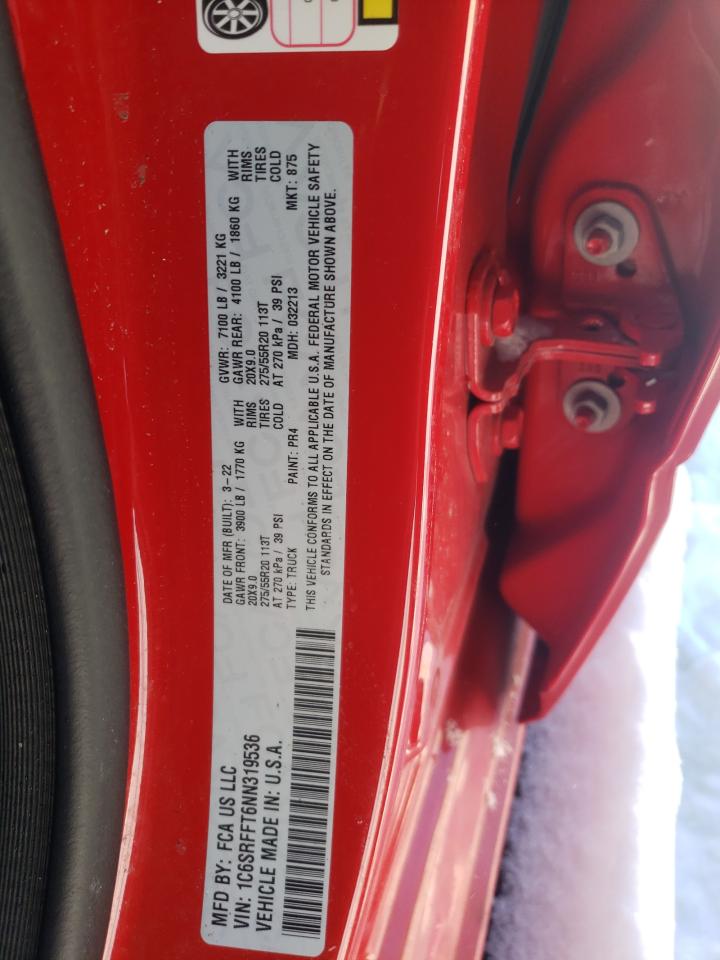 MFD BY: FCA US LLC
VIN: 1C6SRFFT6NN319536
VEHICLE MADE IN: U.S.A.
DATE OF MFR (BUILT): 3-22 GVWR: 7100 LB / 3221 KG
GAWR FRONT: 3900 LB / 1770 KG WITH GAWR REAR: 4100 LB / 1860 KG WITH
20X9.0 RIMS 20X9.0 RIMS
275/55R20 113T TIRES 275/55R20 113T TIRES
AT 270 kPa / 39 PSI COLD AT 270 kPa / 39 PSI COLD
TYPE: TRUCK PAINT: PR4 MDH: 032213 MKT: 875
THIS VEHICLE CONFORMS TO ALL APPLICABLE U.S.A. FEDERAL MOTOR VEHICLE SAFETY
STANDARDS IN EFFECT ON THE DATE OF MANUFACTURE SHOWN ABOVE.